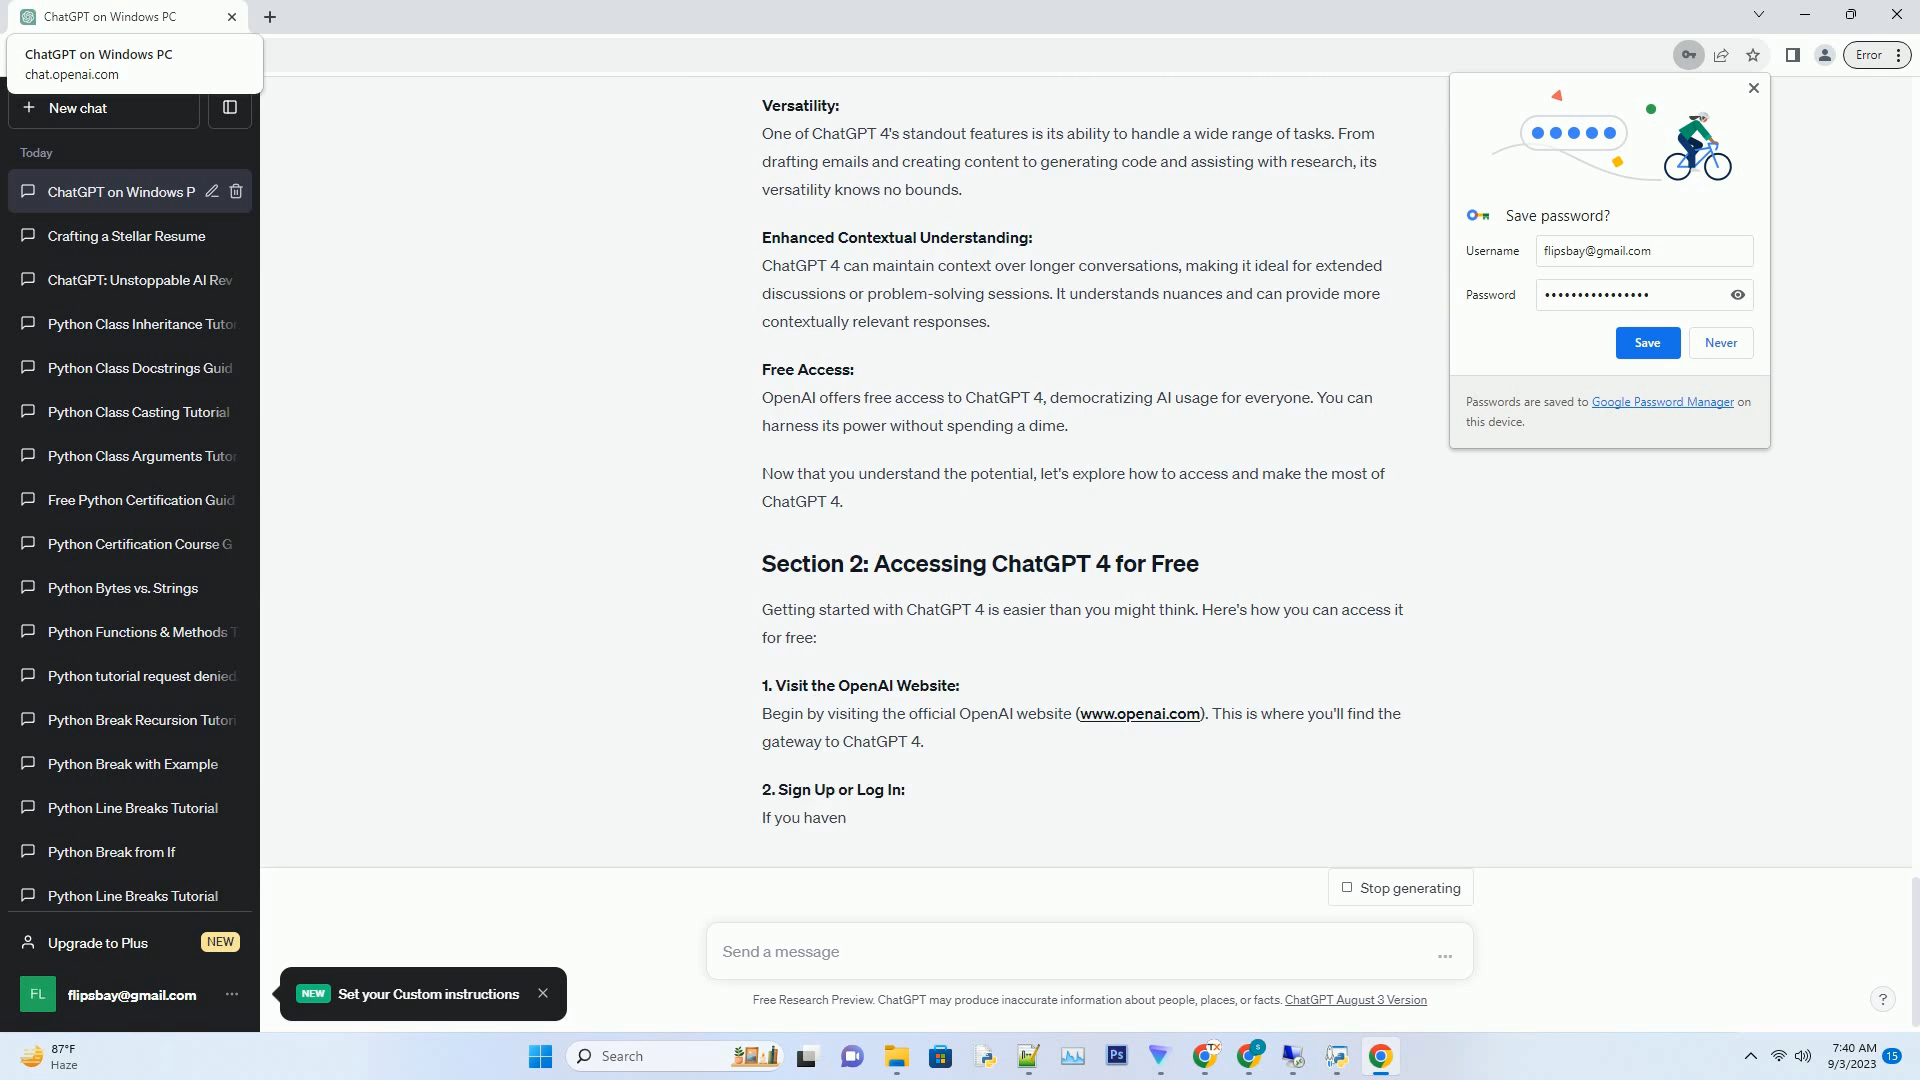 ChatGPT on Windows PC
ChatGPT on Windows PC
chat.openai.com
Error
New chat
Today
ChatGPT on Windows P
Crafting a Stellar Resume
ChatGPT: Unstoppable AI Rev
Python Class Inheritance Tutor
Python Class Docstrings Guid
Python Class Casting Tutorial
Python Class Arguments Tutor
Free Python Certification Guid
Python Certification Course G
Python Bytes vs. Strings
Python Functions & Methods T
Python tutorial request denied.
Python Break Recursion Tutori
Python Break with Example
Python Line Breaks Tutorial
Python Break from If
Python Line Breaks Tutorial
Upgrade to Plus NEW
FL flipsbay@gmail.com
NEW Set your Custom instructions
Versatility:
One of ChatGPT 4's standout features is its ability to handle a wide range of tasks. From
drafting emails and creating content to generating code and assisting with research, its
versatility knows no bounds.
Enhanced Contextual Understanding:
ChatGPT 4 can maintain context over longer conversations, making it ideal for extended
discussions or problem-solving sessions. It understands nuances and can provide more
contextually relevant responses.
Free Access:
OpenAI offers free access to ChatGPT 4, democratizing AI usage for everyone. You can
harness its power without spending a dime.
Now that you understand the potential, let's explore how to access and make the most of
ChatGPT 4.
Section 2: Accessing ChatGPT 4 for Free
Getting started with ChatGPT 4 is easier than you might think. Here's how you can access it
for free:
1. Visit the OpenAI Website:
Begin by visiting the official OpenAI website (www.openai.com). This is where you'll find the
gateway to ChatGPT 4.
2. Sign Up or Log In:
If you haven
Stop generating
Send a message
Free Research Preview. ChatGPT may produce inaccurate information about people, places, or facts. ChatGPT August 3 Version
?
Save password?
Username flipsbay@gmail.com
Password ••••••••••••••••
Save Never
Passwords are saved to Google Password Manager on
this device.
87°F
Haze
Search
Ps
TX
S
7:40 AM
9/3/2023
15